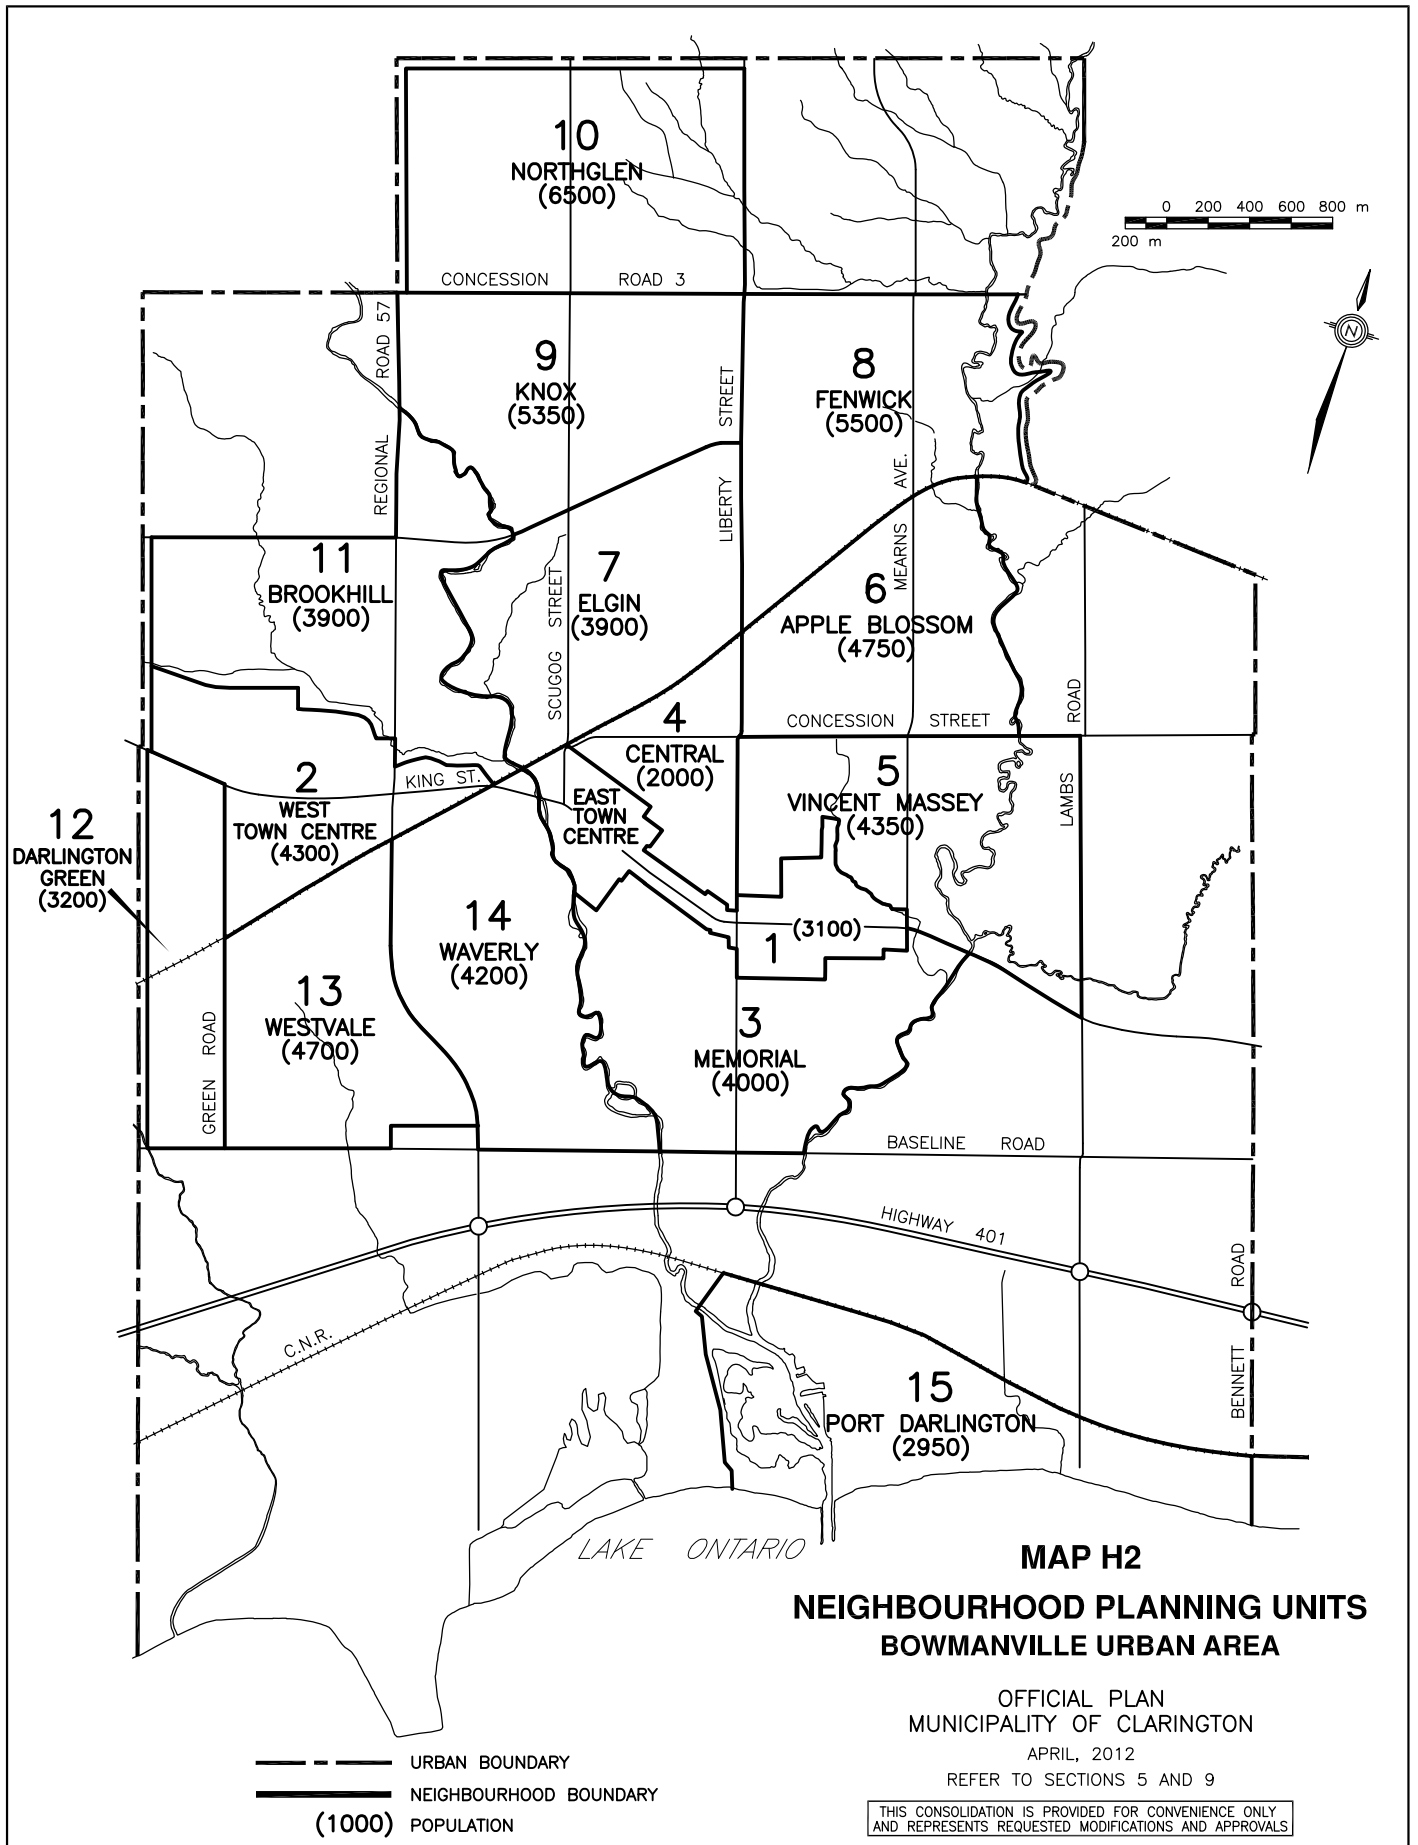 10
NORTHGLEN
(6500)
0 200 400 600 800 m
200 m
CONCESSION ROAD 3
REGIONAL ROAD 57
N
9
KNOX
(5350)
LIBERTY STREET
8
FENWICK
(5500)
MEARNS AVE.
11
BROOKHILL
(3900)
7
ELGIN
(3900)
SCUGOG STREET
6
APPLE BLOSSOM
(4750)
CONCESSION STREET
LAMBS ROAD
4
CENTRAL
(2000)
2
WEST
TOWN CENTRE
(4300)
KING ST.
EAST
TOWN
CENTRE
5
VINCENT MASSEY
(4350)
12
DARLINGTON
GREEN
(3200)
14
WAVERLY
(4200)
1
(3100)
13
WESTVALE
(4700)
GREEN ROAD
3
MEMORIAL
(4000)
BASELINE ROAD
HIGHWAY 401
C.N.R.
BENNETT ROAD
15
PORT DARLINGTON
(2950)
LAKE ONTARIO
MAP H2
NEIGHBOURHOOD PLANNING UNITS
BOWMANVILLE URBAN AREA
OFFICIAL PLAN
MUNICIPALITY OF CLARINGTON
APRIL, 2012
REFER TO SECTIONS 5 AND 9
THIS CONSOLIDATION IS PROVIDED FOR CONVENIENCE ONLY
AND REPRESENTS REQUESTED MODIFICATIONS AND APPROVALS
URBAN BOUNDARY
NEIGHBOURHOOD BOUNDARY
(1000) POPULATION